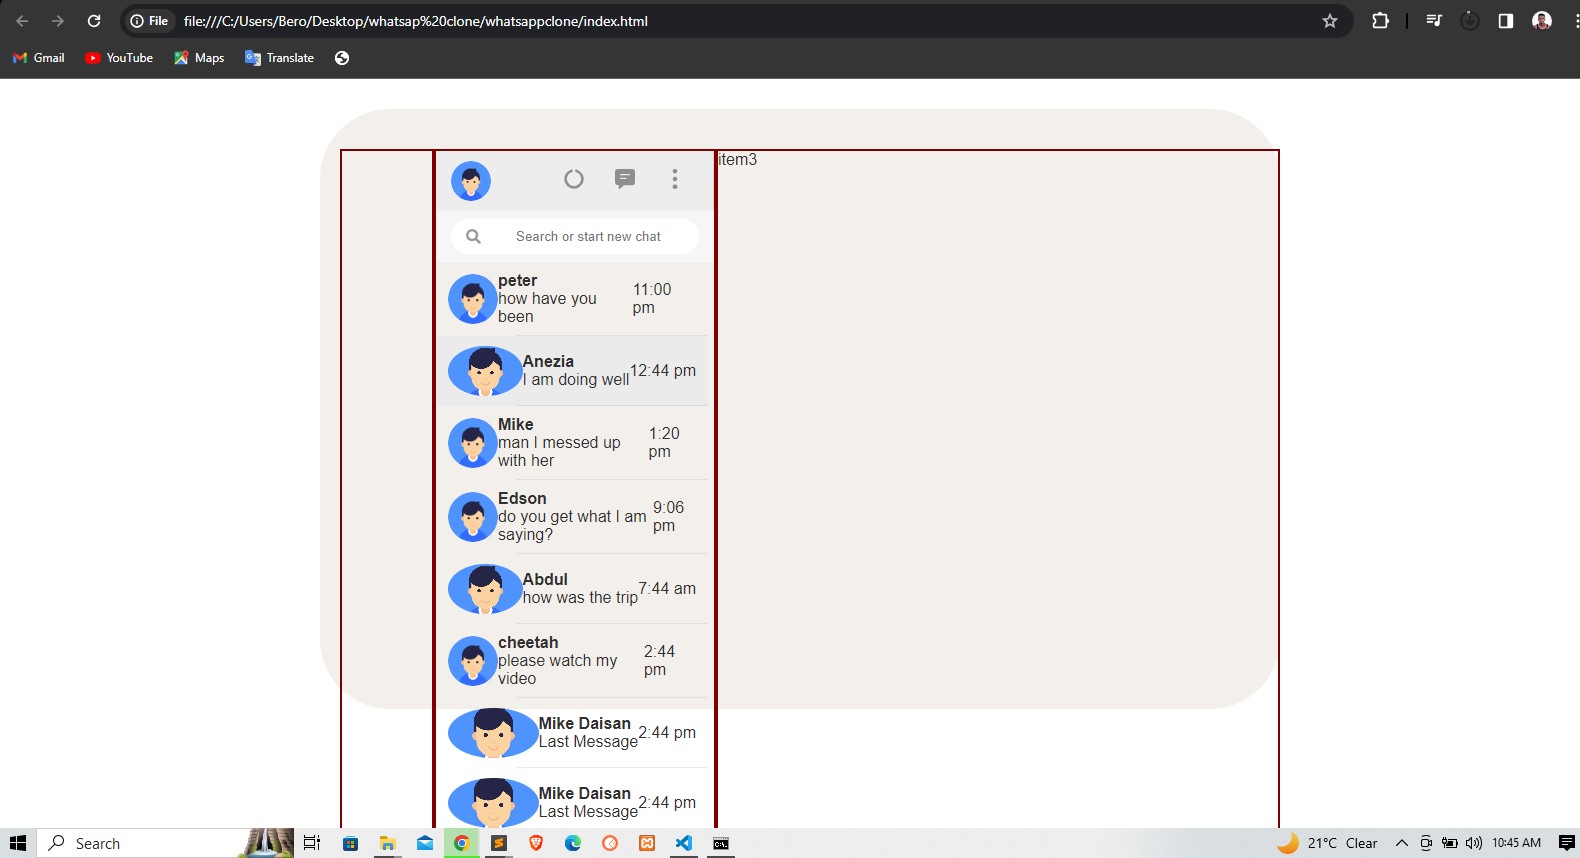 File
file:///C:/Users/Bero/Desktop/whatsap%20clone/whatsappclone/index.html
Gmail
YouTube
Maps
Translate
item3
Search or start new chat
peter
how have you
been
11:00
pm
Anezia
I am doing well
12:44 pm
Mike
man I messed up
with her
1:20
pm
Edson
do you get what I am
saying?
9:06
pm
Abdul
how was the trip
7:44 am
cheetah
please watch my
video
2:44
pm
Mike Daisan
Last Message
2:44 pm
Mike Daisan
Last Message
2:44 pm
Search
21°C Clear
10:45 AM